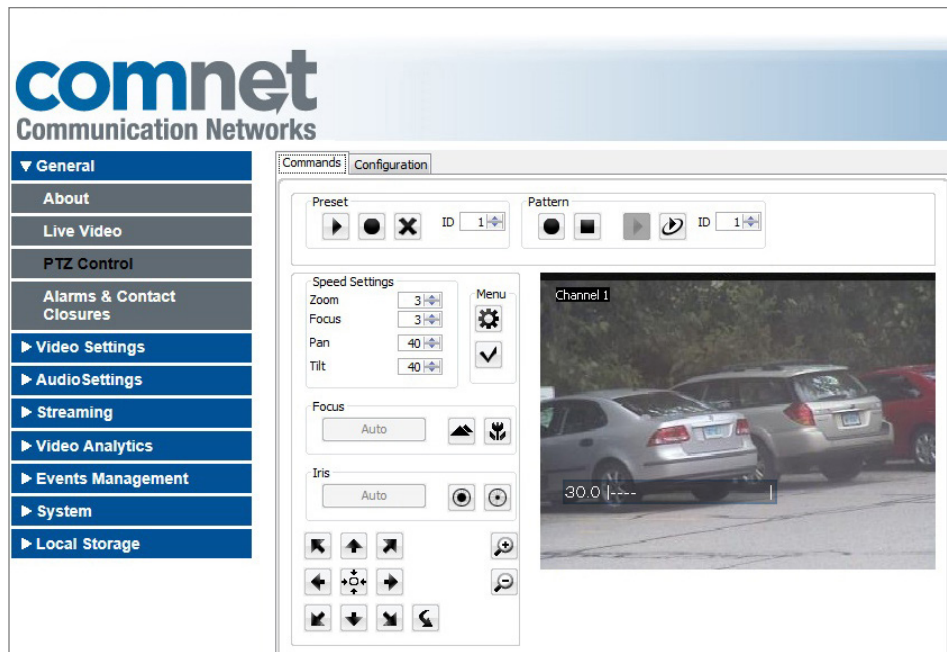 comnet
Communication Networks
General
About
Live Video
PTZ Control
Alarms & Contact
Closures
Video Settings
AudioSettings
Streaming
Video Analytics
Events Management
System
Local Storage
Commands
Configuration
Preset
ID 1
Pattern
ID 1
Speed Settings
Zoom 3
Focus 3
Pan 40
Tilt 40
Menu
Focus
Auto
Iris
Auto
Channel 1
30.0 |---- |